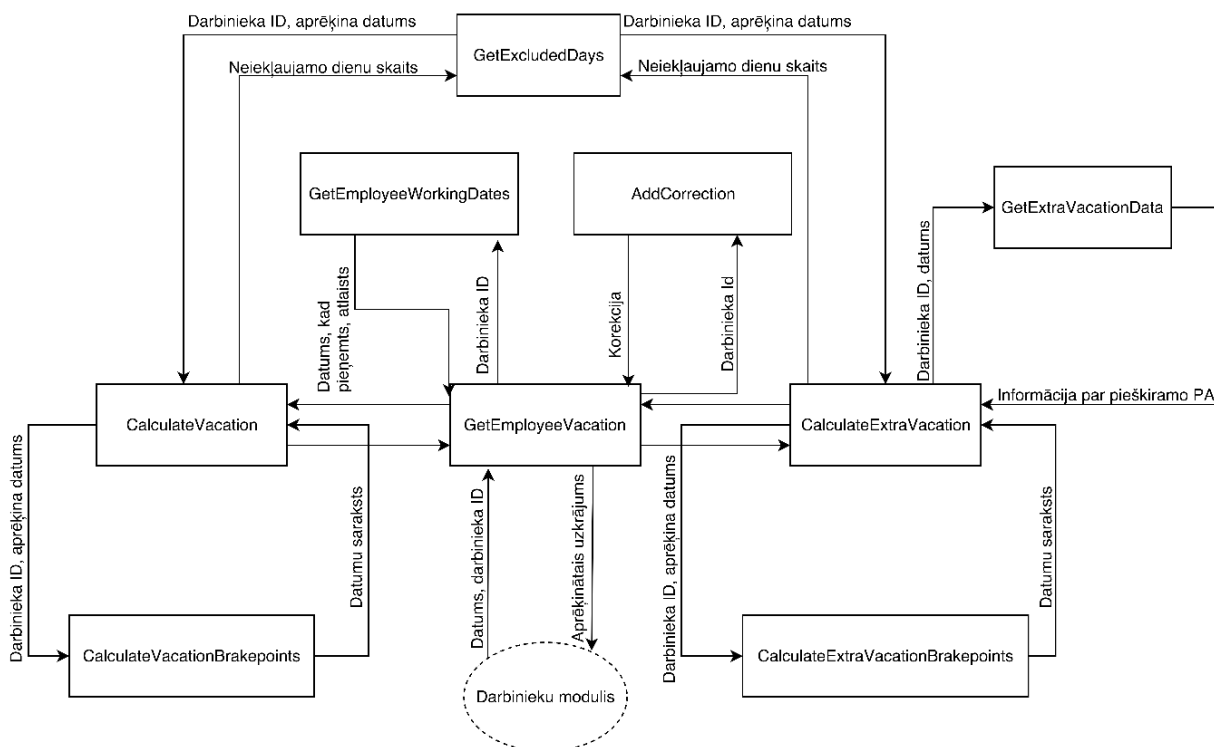 Darbinieka ID, aprēķina datums
Darbinieka ID, aprēķina datums
GetExcludedDays
Neiekļaujamo dienu skaits
Neiekļaujamo dienu skaits
GetEmployeeWorkingDates
AddCorrection
GetExtraVacationData
Datums, kad
pieņemts, atlaists
Darbinieka ID
Korekcija
Darbinieka Id
Darbinieka ID, datums
CalculateVacation
GetEmployeeVacation
CalculateExtraVacation
Informācija par piešķiramo PA
Darbinieka ID, aprēķina datums
Datumu saraksts
Datums, darbinieka ID
Aprēķinātais uzkrājums
Darbinieka ID, aprēķina datums
Datumu saraksts
CalculateVacationBrakepoints
Darbinieku modulis
CalculateExtraVacationBrakepoints